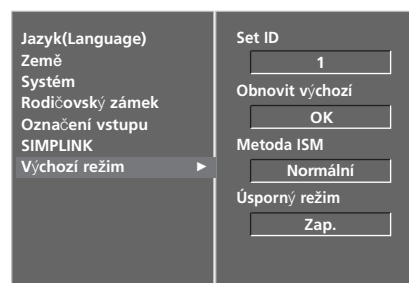 Jazyk(Language)
Země
Systém
Rodičovský zámek
Označení vstupu
SIMPLINK
Výchozí režim ►
Set ID
1
Obnovit výchozí
OK
Metoda ISM
Normální
Úsporný režim
Zap.